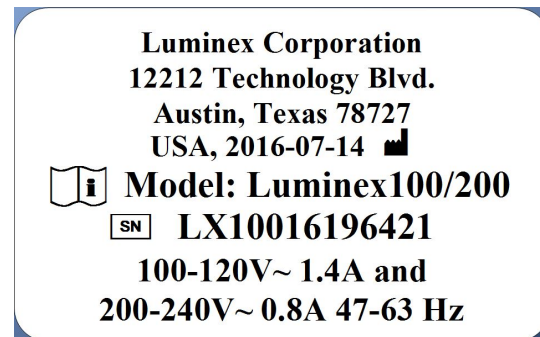 Luminex Corporation
12212 Technology Blvd.
Austin, Texas 78727
USA, 2016-07-14
i Model: Luminex100/200
SN LX10016196421
100-120V~ 1.4A and
200-240V~ 0.8A 47-63 Hz